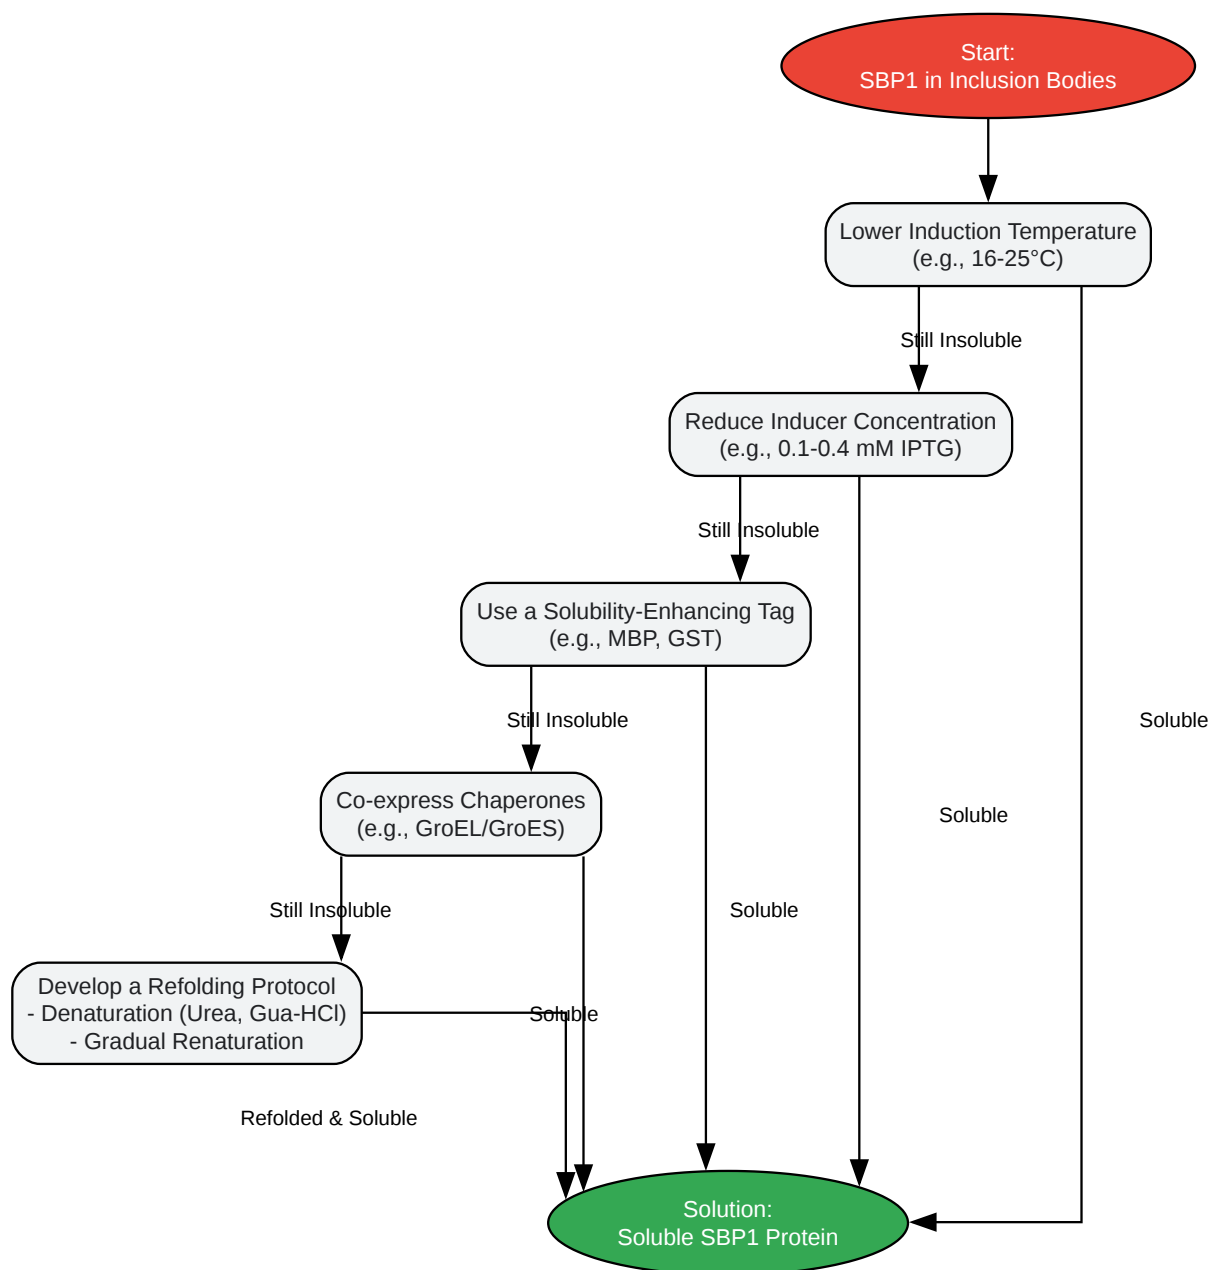 Start:
SBP1 in Inclusion Bodies
Lower Induction Temperature
(e.g., 16-25°C)
Still Insoluble
Reduce Inducer Concentration
(e.g., 0.1-0.4 mM IPTG)
Still Insoluble
Use a Solubility-Enhancing Tag
(e.g., MBP, GST)
Still Insoluble
Soluble
Co-express Chaperones
(e.g., GroEL/GroES)
Soluble
Still Insoluble
Soluble
Develop a Refolding Protocol
- Denaturation (Urea, Gua-HCl)
- Gradual Renaturation
Soluble
Refolded & Soluble
Solution:
Soluble SBP1 Protein